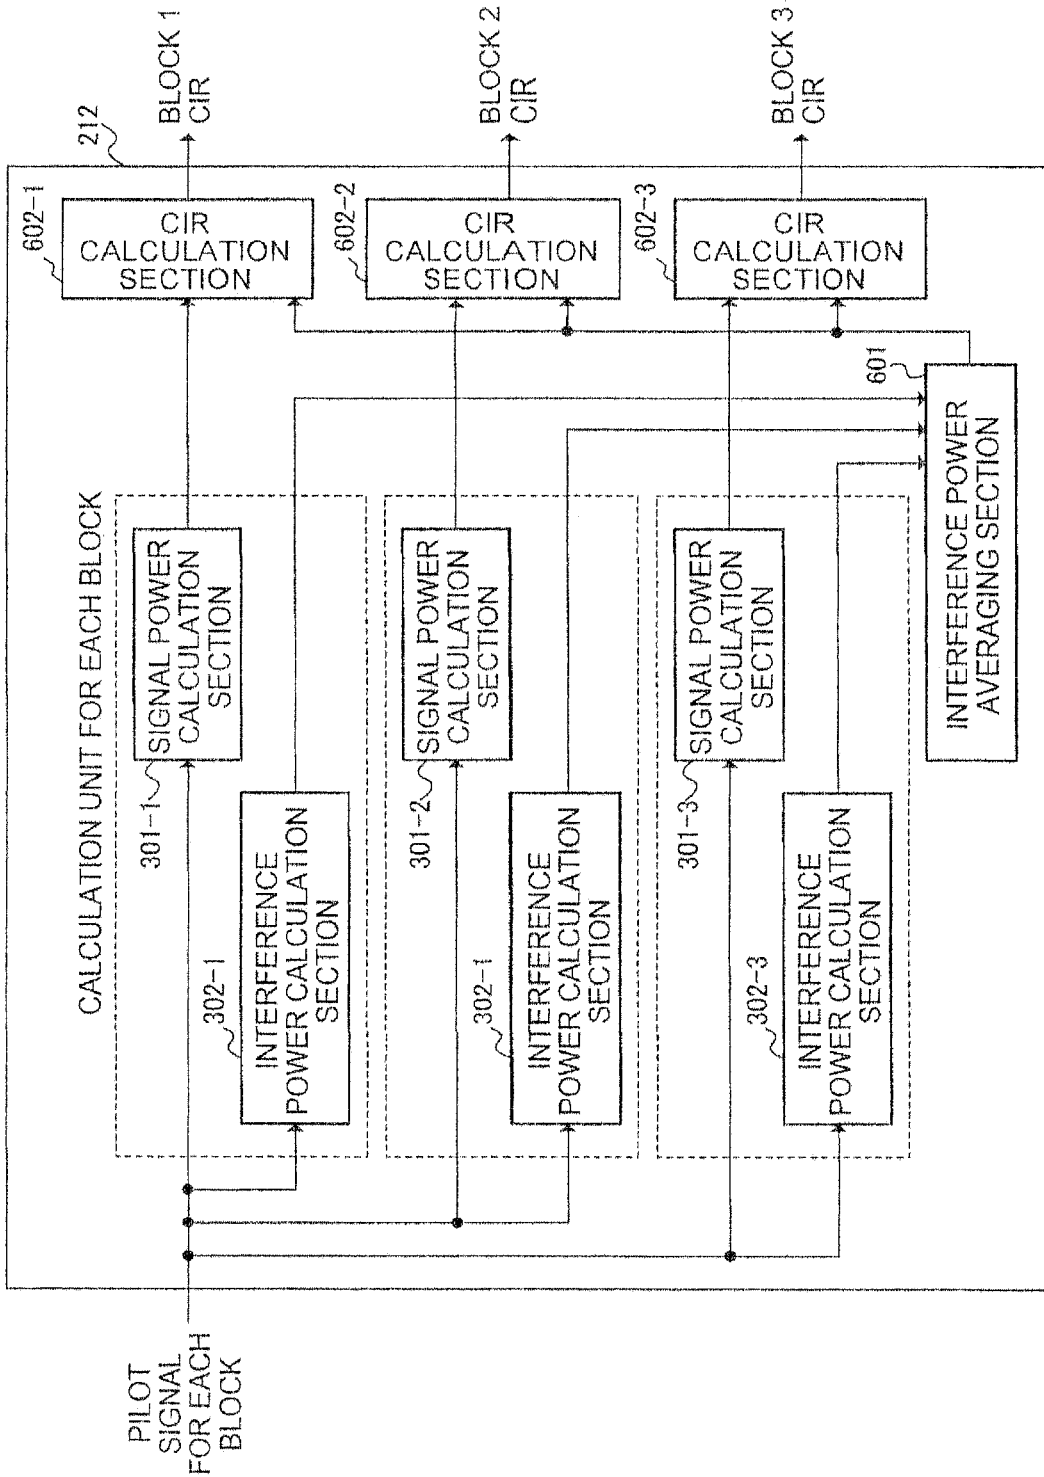 PILOT
SIGNAL
FOR EACH
BLOCK
CALCULATION UNIT FOR EACH BLOCK
212
301-1
SIGNAL POWER
CALCULATION
SECTION
302-1
INTERFERENCE
POWER CALCULATION
SECTION
602-1
CIR
CALCULATION
SECTION
BLOCK 1
CIR
301-2
SIGNAL POWER
CALCULATION
SECTION
302-1
INTERFERENCE
POWER CALCULATION
SECTION
602-2
CIR
CALCULATION
SECTION
BLOCK 2
CIR
301-3
SIGNAL POWER
CALCULATION
SECTION
302-3
INTERFERENCE
POWER CALCULATION
SECTION
602-3
CIR
CALCULATION
SECTION
BLOCK 3
CIR
601
INTERFERENCE POWER
AVERAGING SECTION